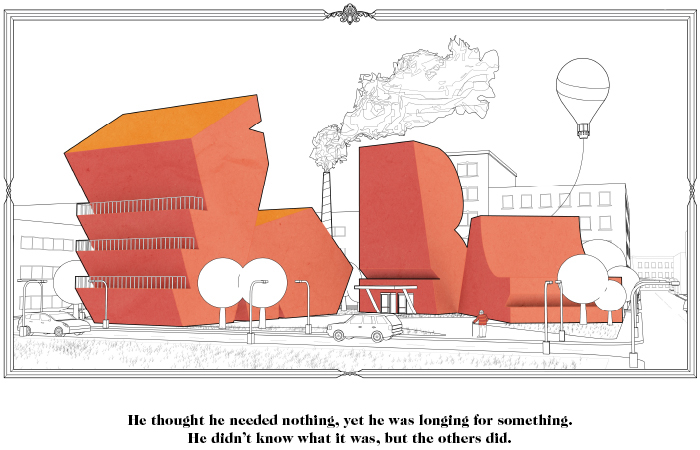 He thought he needed nothing, yet he was longing for something.
He didn't know what it was, but the others did.